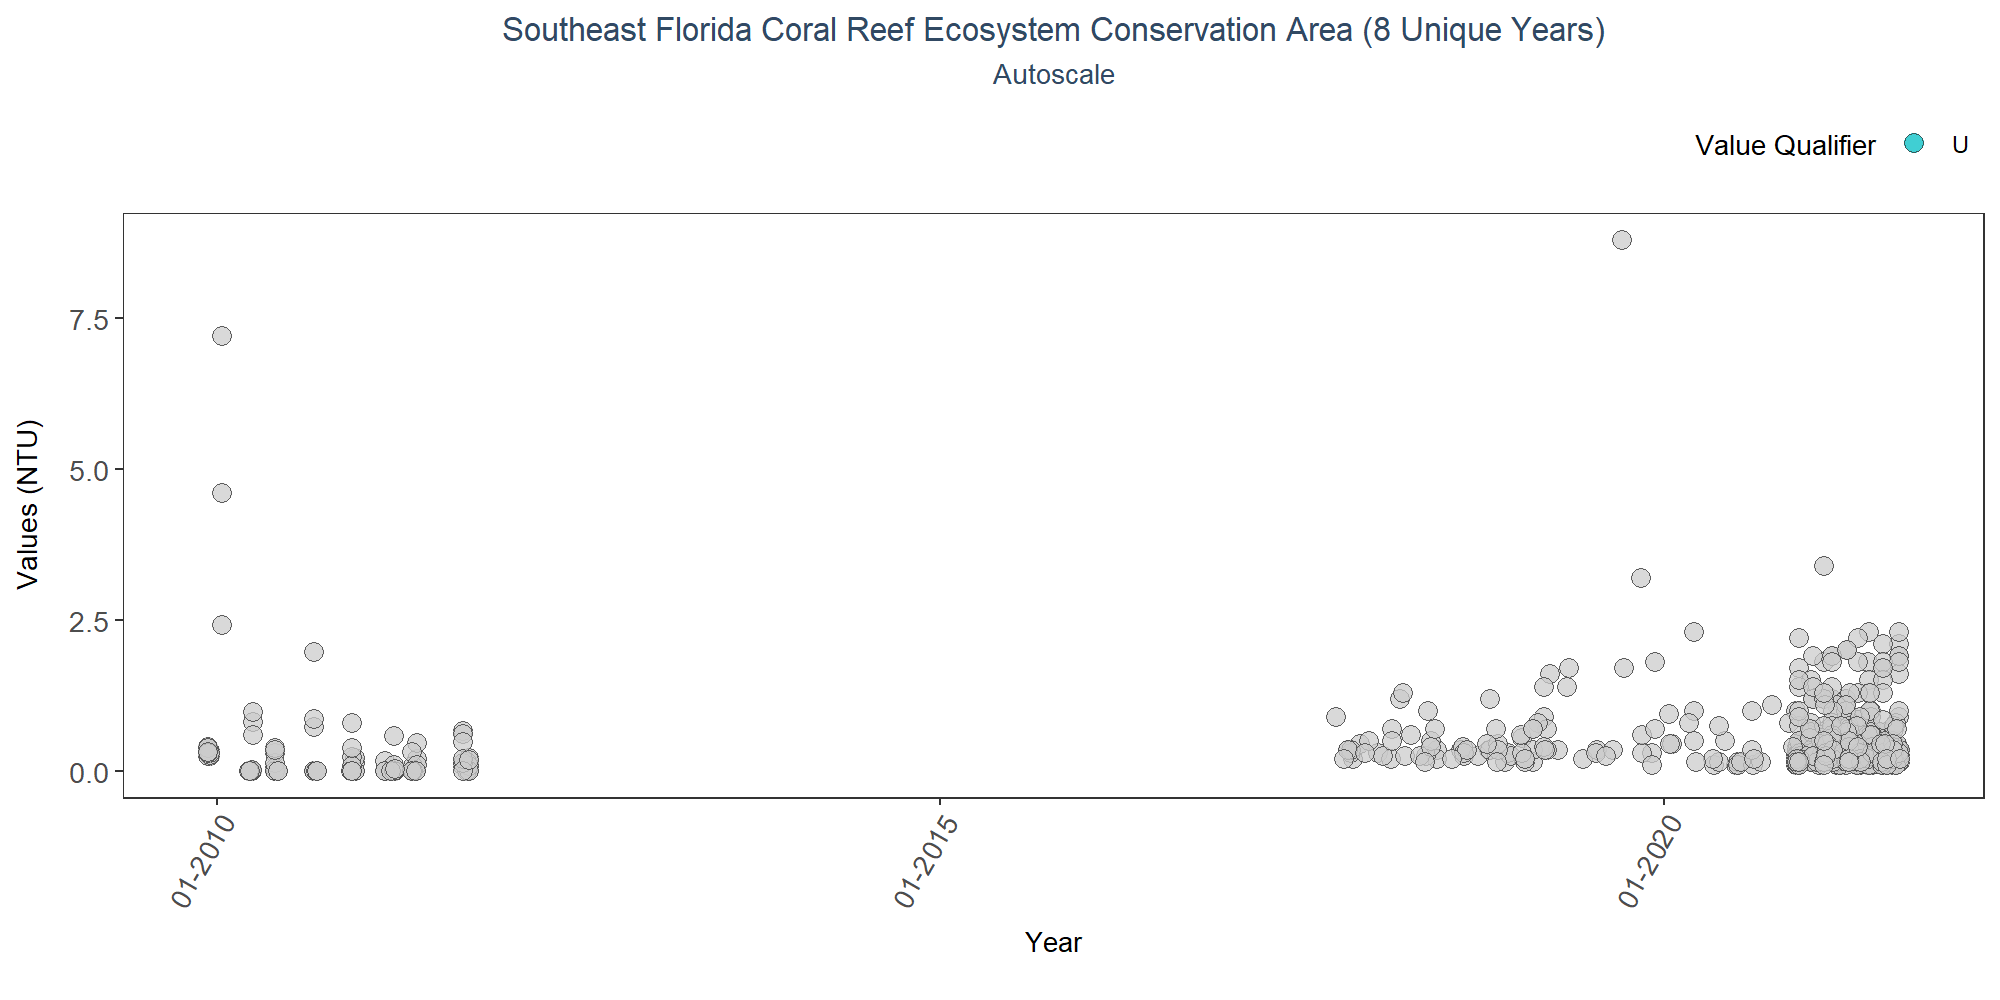 Southeast Florida Coral Reef Ecosystem Conservation Area (8 Unique Years)
Autoscale
Value Qualifier U
Values (NTU)
7.5
5.0
2.5
0.0
01-2010
01-2015
01-2020
Year